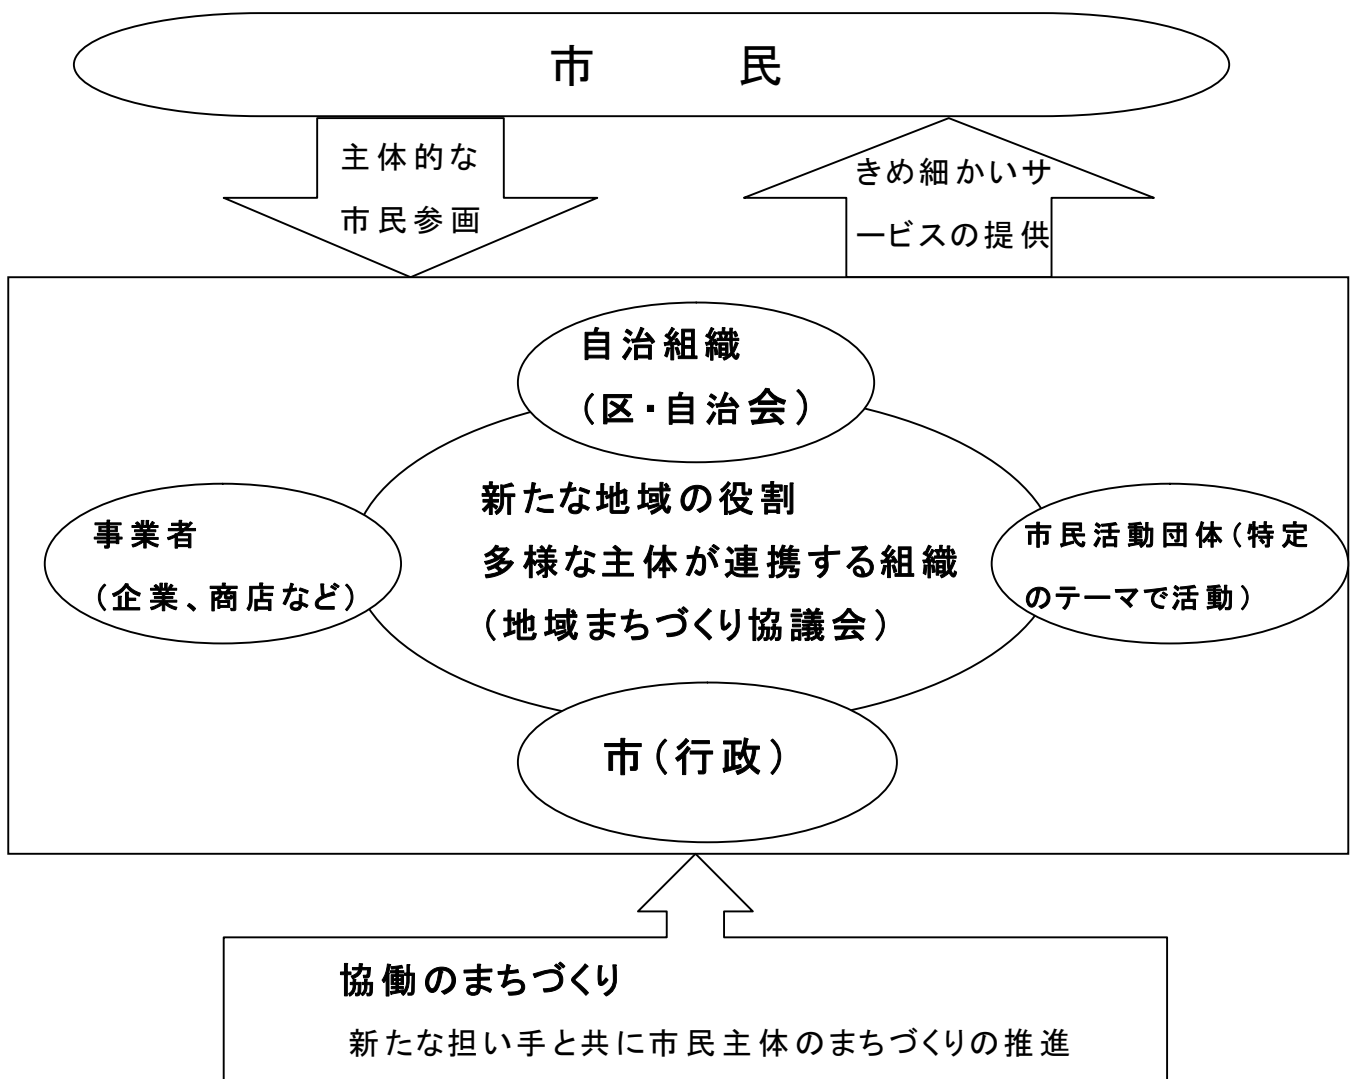 市　　民
主体的な
市民参画
きめ細かいサ
ービスの提供
自治組織
（区・自治会）
新たな地域の役割
多様な主体が連携する組織
（地域まちづくり協議会）
事業者
（企業、商店など）
市民活動団体（特定
のテーマで活動）
市（行政）
協働のまちづくり
新たな担い手と共に市民主体のまちづくりの推進